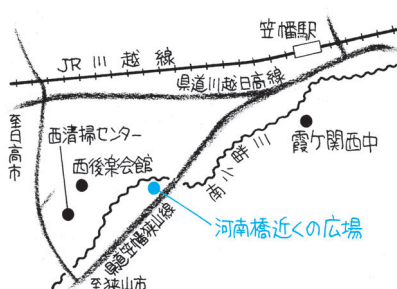 笠幡駅
JR川越線
県道川越日高線
至日高市
西清掃センター
西後楽会館
南小畔川
霞ケ関西中
河南橋近くの広場
県道笠幡狭山線
至狭山市